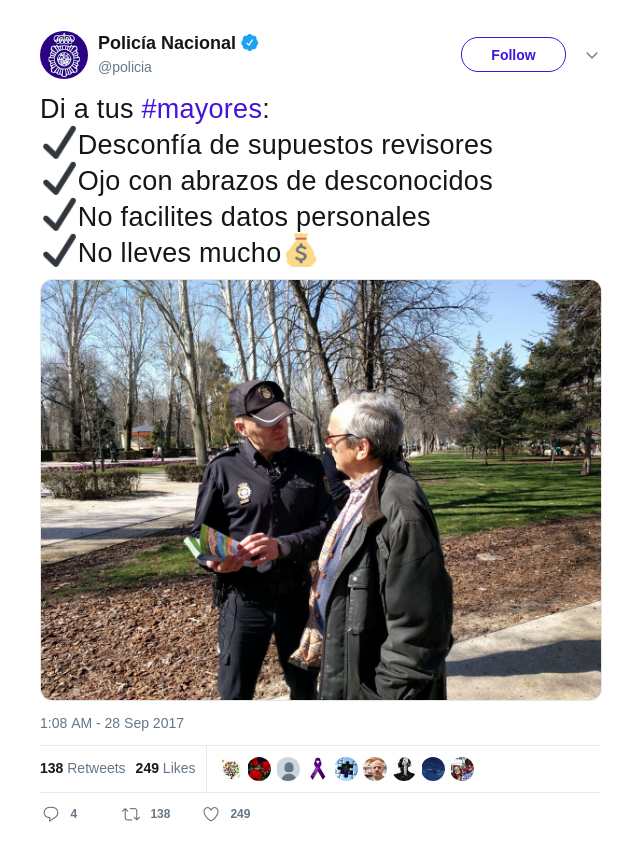 Policía Nacional
@policia
Follow
Di a tus #mayores:
✔Desconfía de supuestos revisores
✔Ojo con abrazos de desconocidos
✔No facilites datos personales
✔No lleves mucho💰
1:08 AM - 28 Sep 2017
138 Retweets 249 Likes
4 138 249